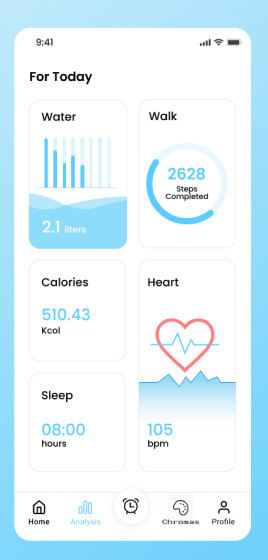 9:41
For Today
Water
2.1 liters
Walk
2628
Steps
Completed
Calories
510.43
Kcol
Heart
105
bpm
Sleep
08:00
hours
Home
Analysis
Chromas
Profile